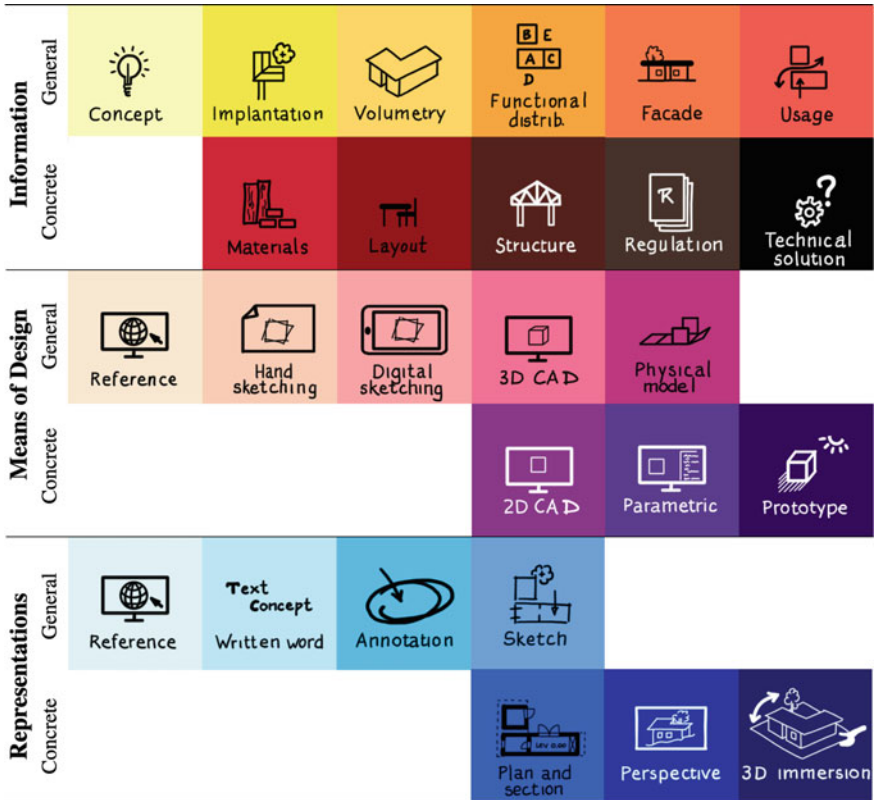 Information
General
Concept
Implantation
Volumetry
B E
A C
D
Functional
distrib.
Facade
Usage
Concrete
Materials
Layout
Structure
R
Regulation
?
Technical
solution
Means of Design
General
Reference
Hand
sketching
Digital
sketching
3D CAD
Physical
model
Concrete
2D CAD
Parametric
Prototype
Representations
General
Reference
Text
Concept
Written word
Annotation
Sketch
Concrete
Plan and
section
Perspective
3D immersion